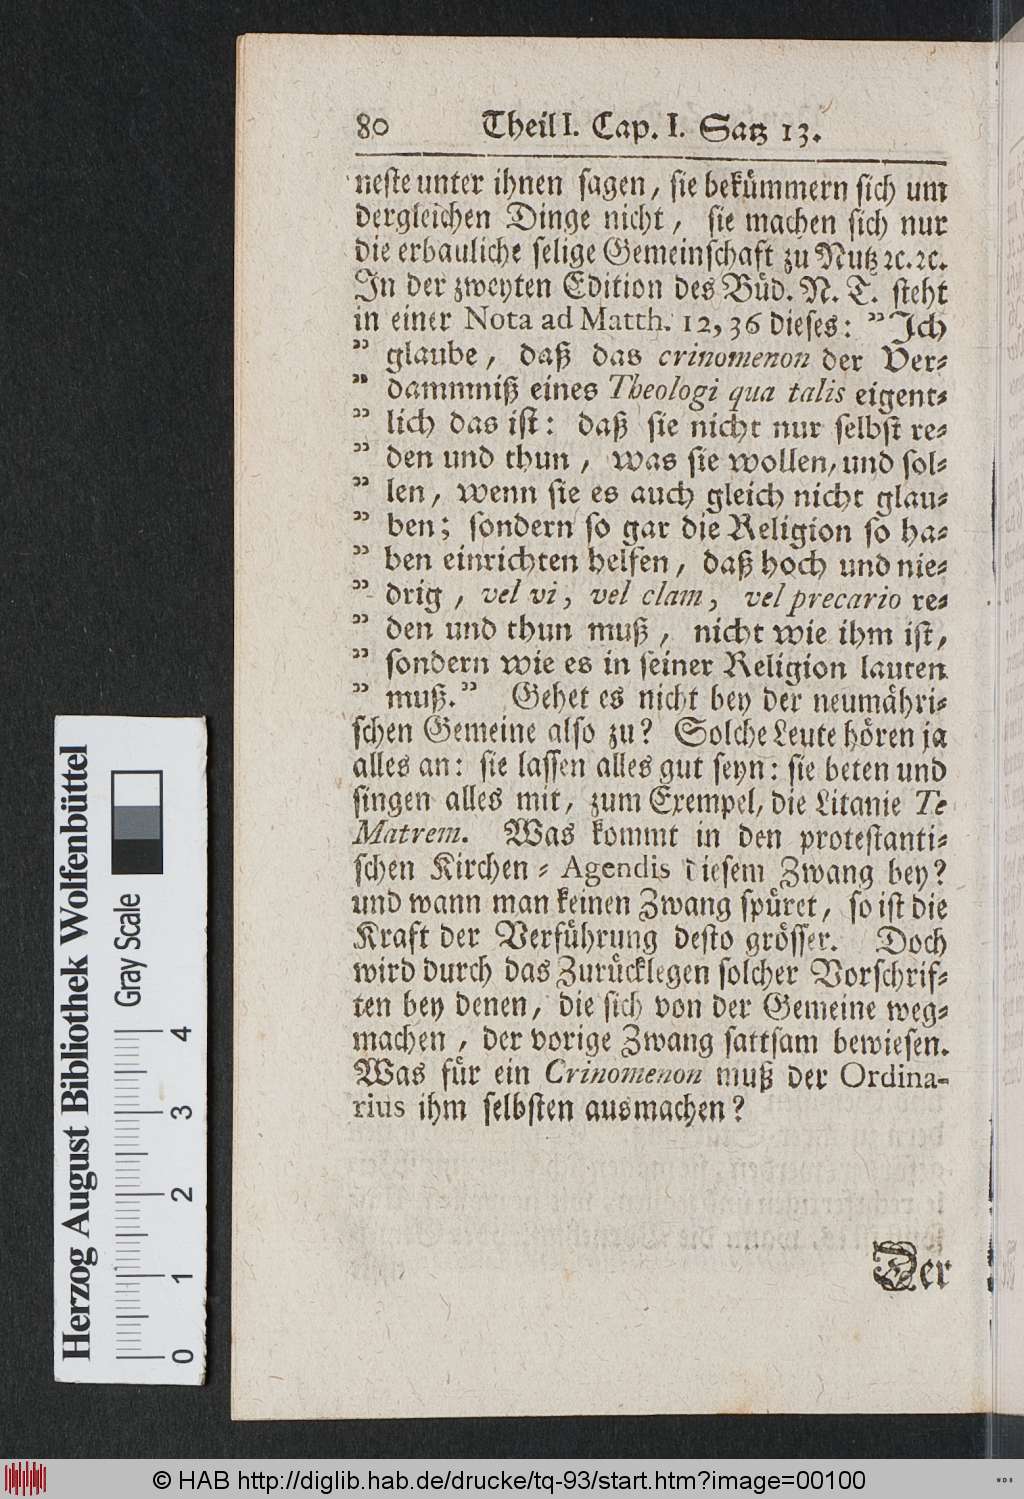 80 Theil I. Cap. I. Satz 13.
neste unter ihnen sagen, sie bekümmern sich um
dergleichen Dinge nicht, sie machen sich nur
die erbauliche selige Gemeinschaft zu Nutz ꝛc. ꝛc.
In der zweyten Edition des Büd. N. T. steht
in einer Nota ad Matth. 12, 36 dieses: ” Ich
” glaube, daß das crinomenon der Ver-
” dammniß eines Theologi qua talis eigent-
” lich das ist: daß sie nicht nur selbst re-
” den und thun, was sie wollen, und sol-
” len, wenn sie es auch gleich nicht glau-
” ben; sondern so gar die Religion so ha-
” ben einrichten helfen, daß hoch und nie-
” drig, vel vi, vel clam, vel precario re-
” den und thun muß, nicht wie ihm ist,
” sondern wie es in seiner Religion lauten
” muß.” Gehet es nicht bey der neumähri-
schen Gemeine also zu? Solche Leute hören ja
alles an: sie lassen alles gut seyn: sie beten und
singen alles mit, zum Exempel, die Litanie Te
Matrem. Was kommt in den protestanti-
schen Kirchen-Agendis diesem Zwang bey?
und wann man keinen Zwang spüret, so ist die
Kraft der Verführung desto grösser. Doch
wird durch das Zurücklegen solcher Vorschrif-
ten bey denen, die sich von der Gemeine weg-
machen, der vorige Zwang sattsam bewiesen.
Was für ein Crinomenon muß der Ordina-
rius ihm selbsten ausmachen?
Der
Herzog August Bibliothek Wolfenbüttel
Gray Scale
0 1 2 3 4
© HAB http://diglib.hab.de/drucke/tq-93/start.htm?image=00100